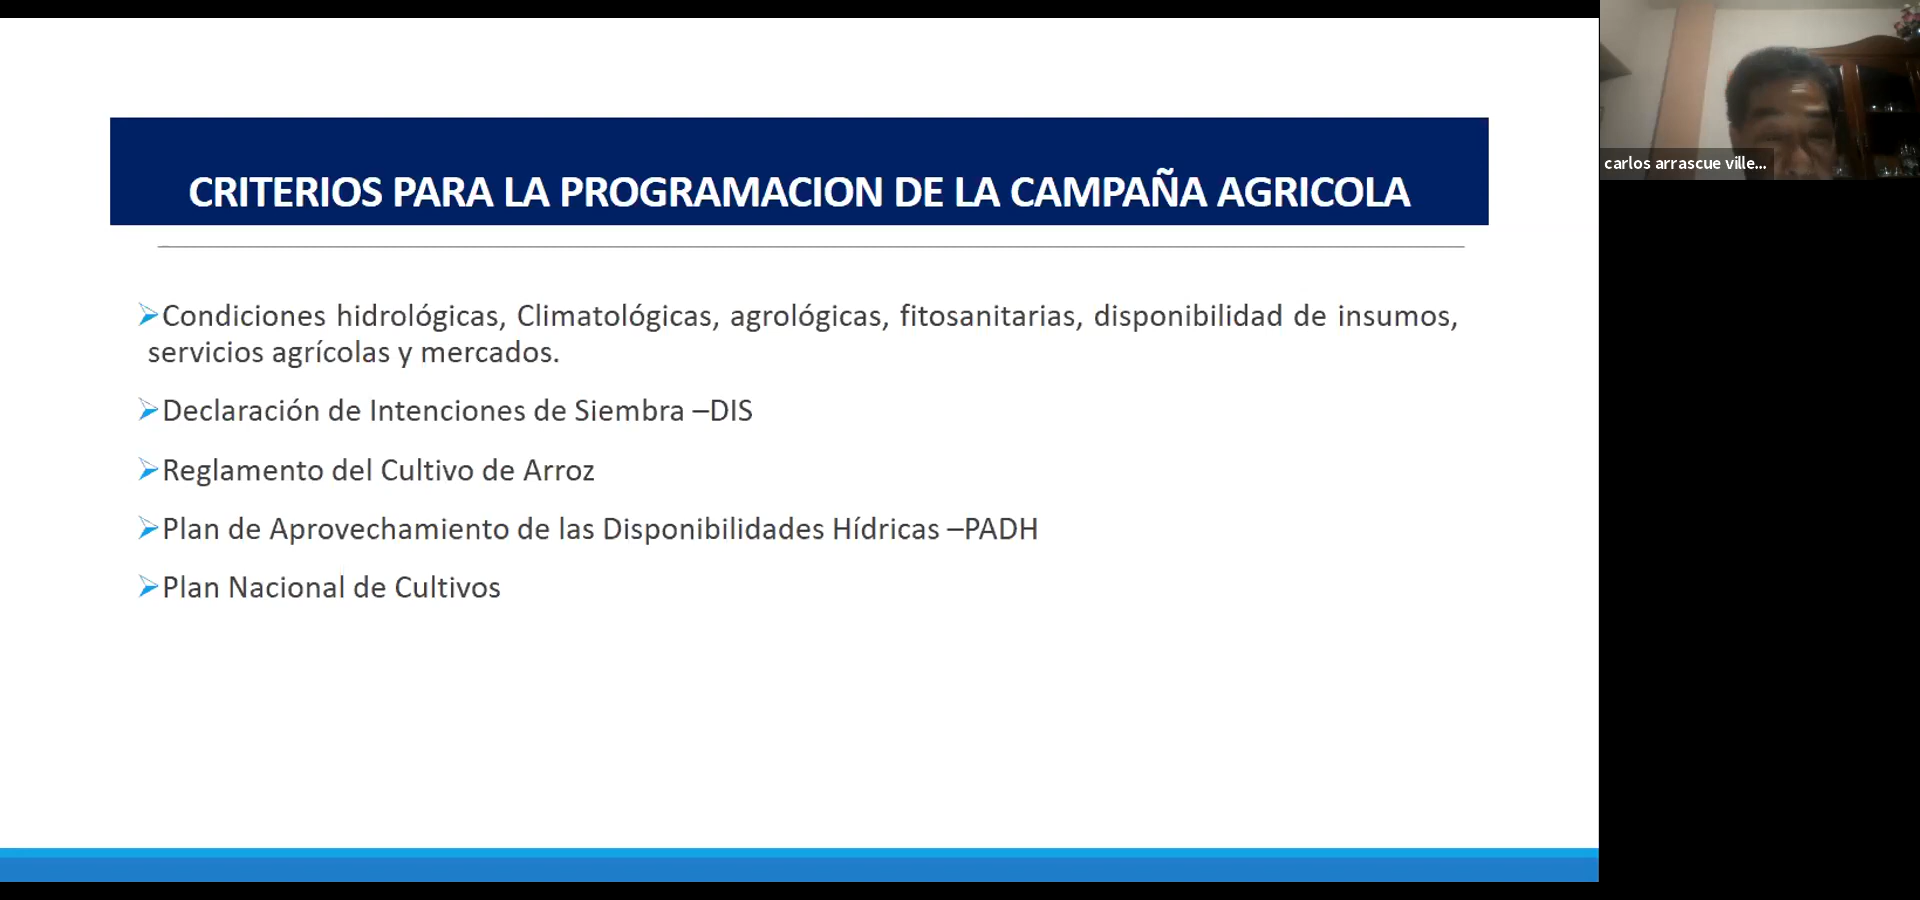 CRITERIOS PARA LA PROGRAMACION DE LA CAMPAÑA AGRICOLA
Condiciones hidrológicas, Climatológicas, agrológicas, fitosanitarias, disponibilidad de insumos,
servicios agrícolas y mercados.
Declaración de Intenciones de Siembra –DIS
Reglamento del Cultivo de Arroz
Plan de Aprovechamiento de las Disponibilidades Hídricas –PADH
Plan Nacional de Cultivos
carlos arrascue ville...